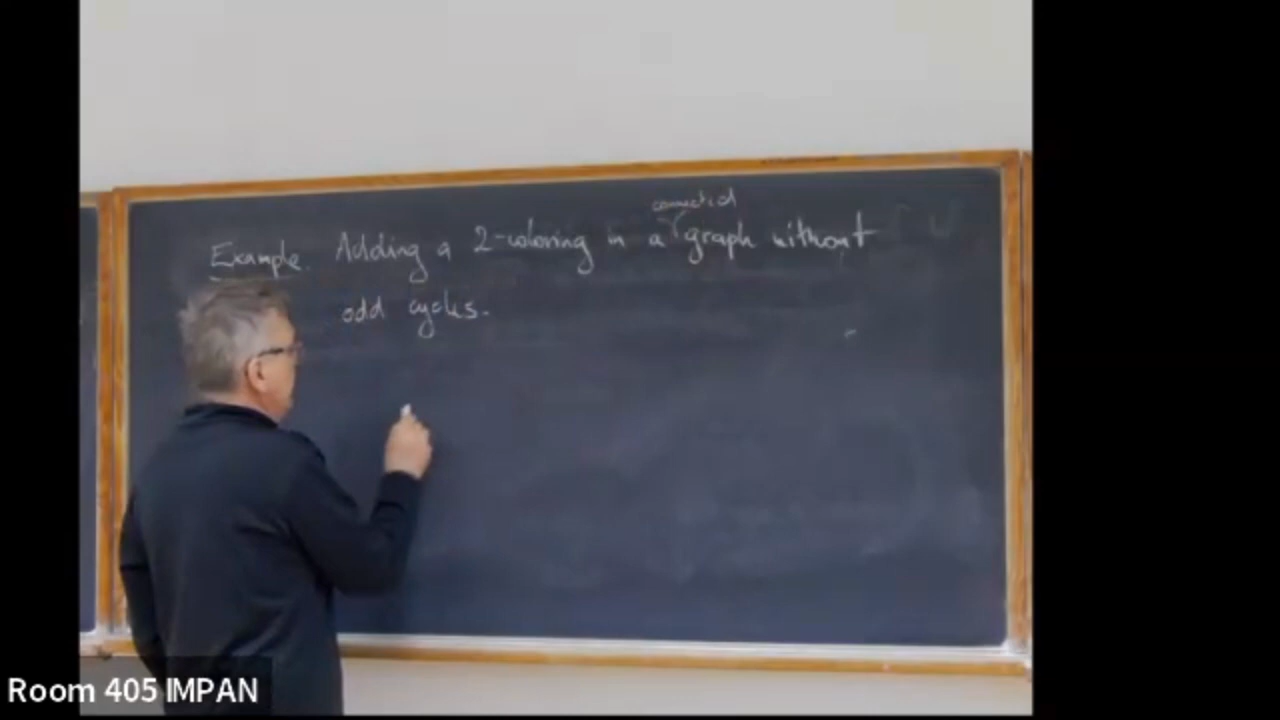 connected
Example. Adding a 2-coloring in a graph without
odd cycles.
Room 405 IMPAN